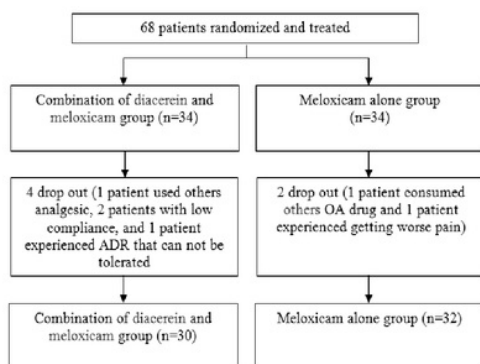 68 patients randomized and treated
Combination of diacerein and
meloxicam group (n=34)
Meloxicam alone group
(n=34)
4 drop out (1 patient used others
analgesic, 2 patients with low
compliance, and 1 patient
experienced ADR that can not be
tolerated
2 drop out (1 patient consumed
others OA drug and 1 patient
experienced getting worse pain)
Combination of diacerein and
meloxicam group (n=30)
Meloxicam alone group (n=32)